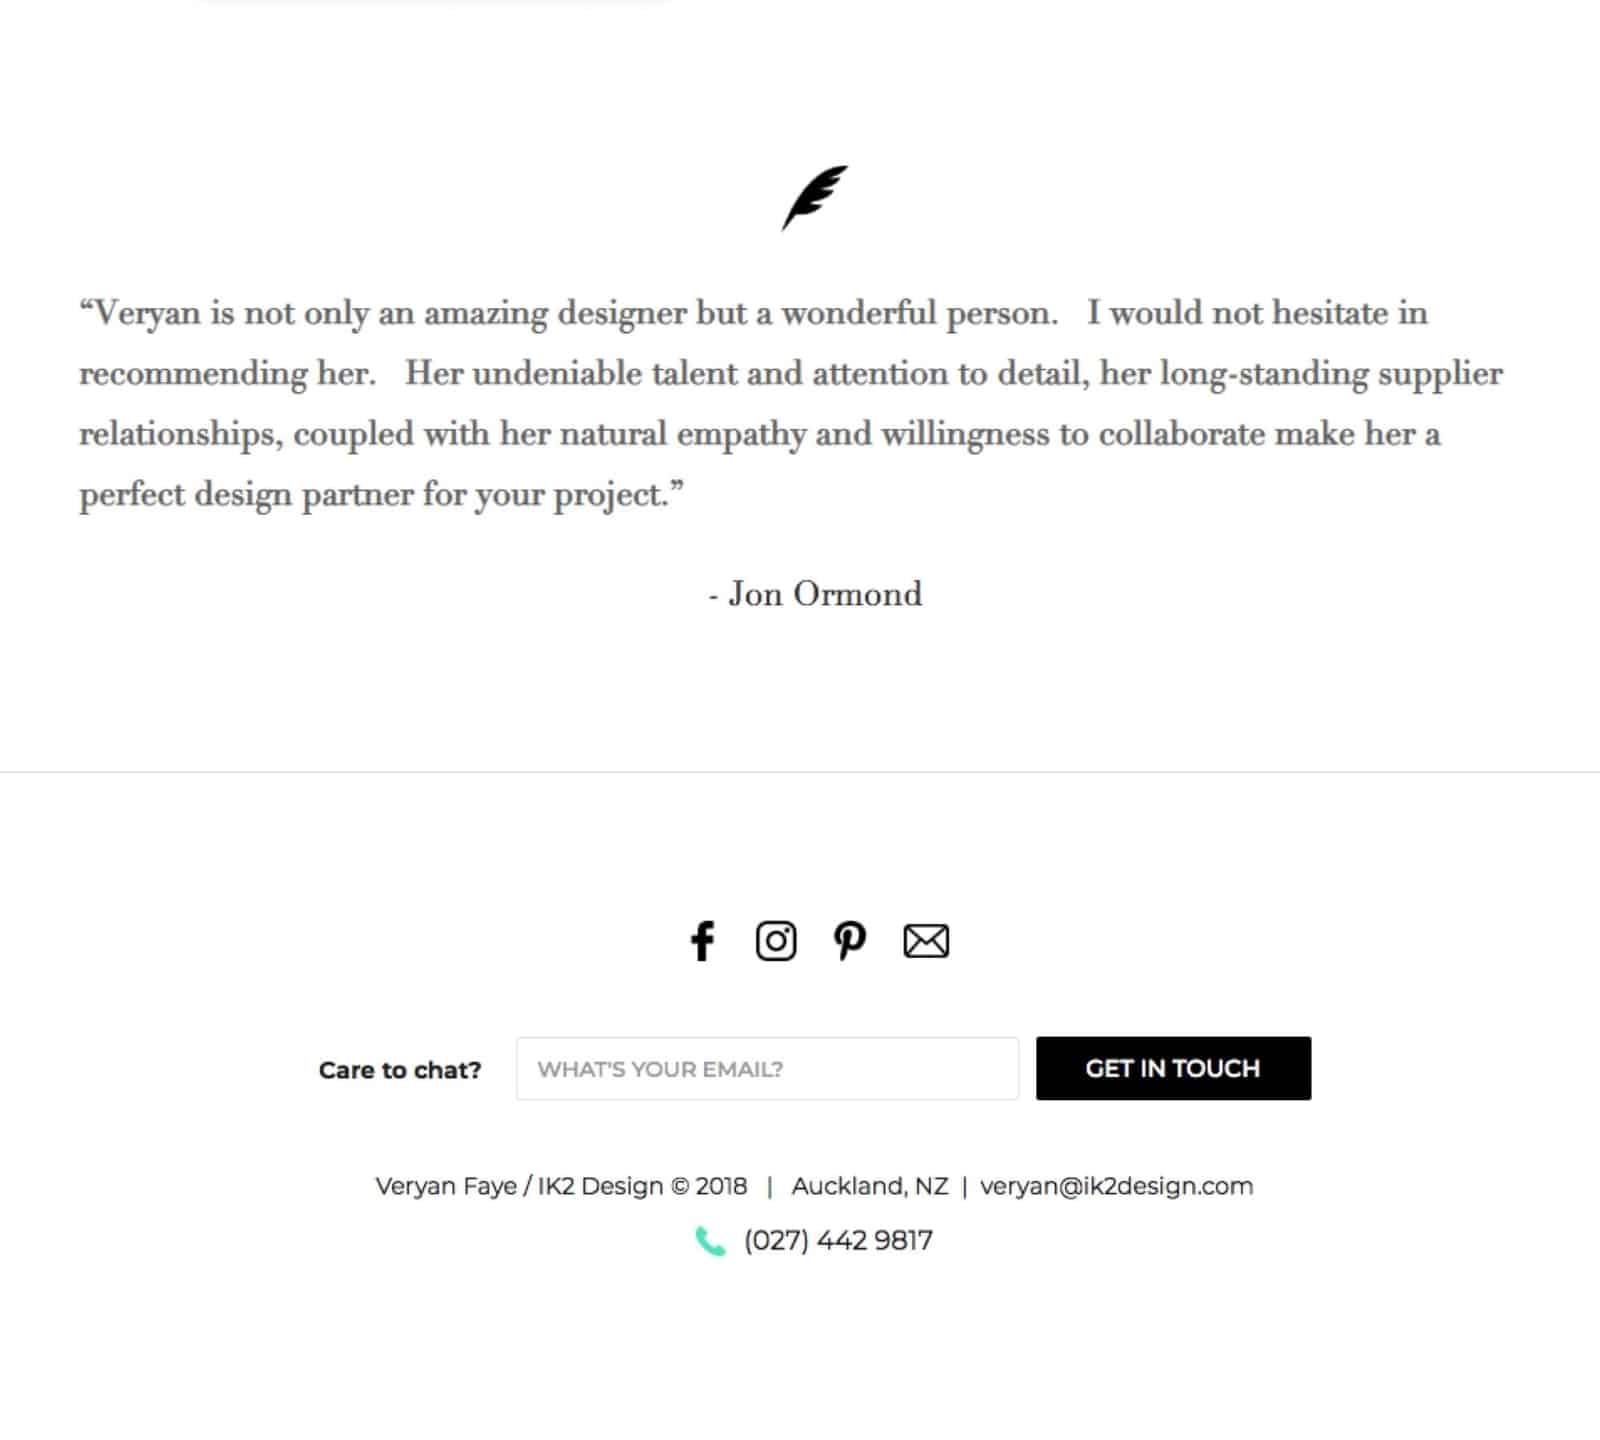 “Veryan is not only an amazing designer but a wonderful person.   I would not hesitate in
recommending her.   Her undeniable talent and attention to detail, her long-standing supplier
relationships, coupled with her natural empathy and willingness to collaborate make her a
perfect design partner for your project.”
- Jon Ormond
Care to chat? WHAT'S YOUR EMAIL? GET IN TOUCH
Veryan Faye / IK2 Design © 2018 | Auckland, NZ | veryan@ik2design.com
(027) 442 9817